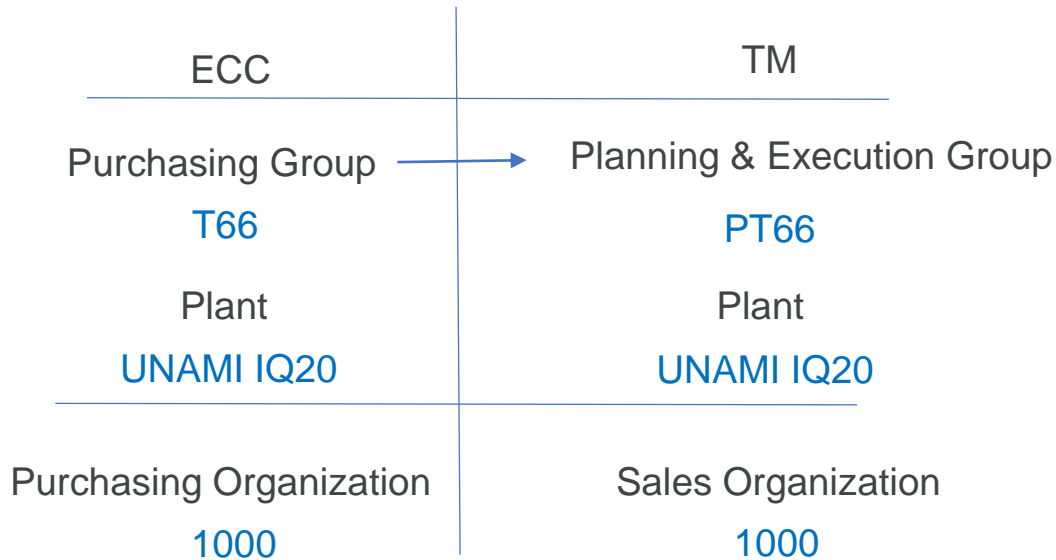 ECC
TM
Purchasing Group
Planning & Execution Group
T66
PT66
Plant
Plant
UNAMI IQ20
UNAMI IQ20
Purchasing Organization
Sales Organization
1000
1000